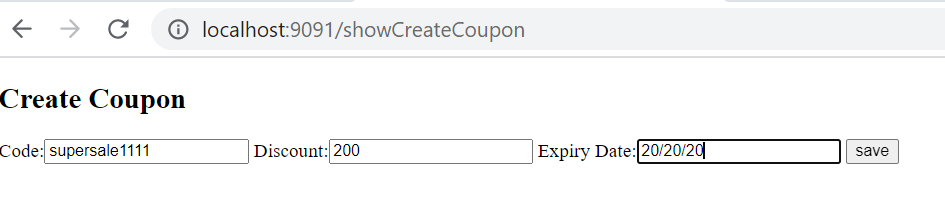 localhost:9091/showCreateCoupon
Create Coupon
Code: supersale1111 Discount: 200 Expiry Date: 20/20/20 save